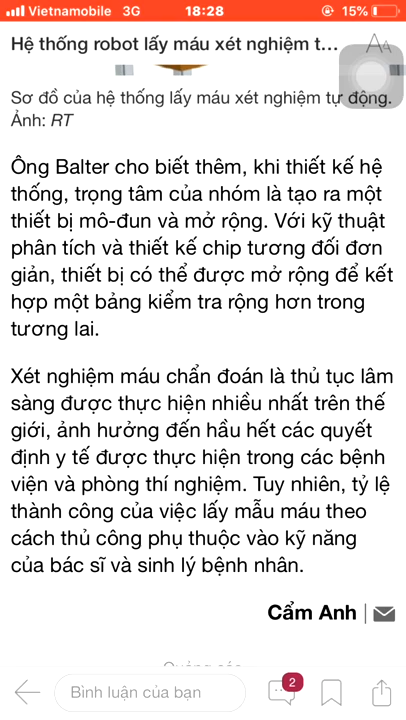 Vietnamobile 3G 18:28 15%
Hệ thống robot lấy máu xét nghiệm t... AA
Sơ đồ của hệ thống lấy máu xét nghiệm tự động.
Ảnh: RT
Ông Balter cho biết thêm, khi thiết kế hệ
thống, trọng tâm của nhóm là tạo ra một
thiết bị mô-đun và mở rộng. Với kỹ thuật
phân tích và thiết kế chip tương đối đơn
giản, thiết bị có thể được mở rộng để kết
hợp một bảng kiểm tra rộng hơn trong
tương lai.
Xét nghiệm máu chẩn đoán là thủ tục lâm
sàng được thực hiện nhiều nhất trên thế
giới, ảnh hưởng đến hầu hết các quyết
định y tế được thực hiện trong các bệnh
viện và phòng thí nghiệm. Tuy nhiên, tỷ lệ
thành công của việc lấy mẫu máu theo
cách thủ công phụ thuộc vào kỹ năng
của bác sĩ và sinh lý bệnh nhân.
Cẩm Anh |
Bình luận của bạn 2